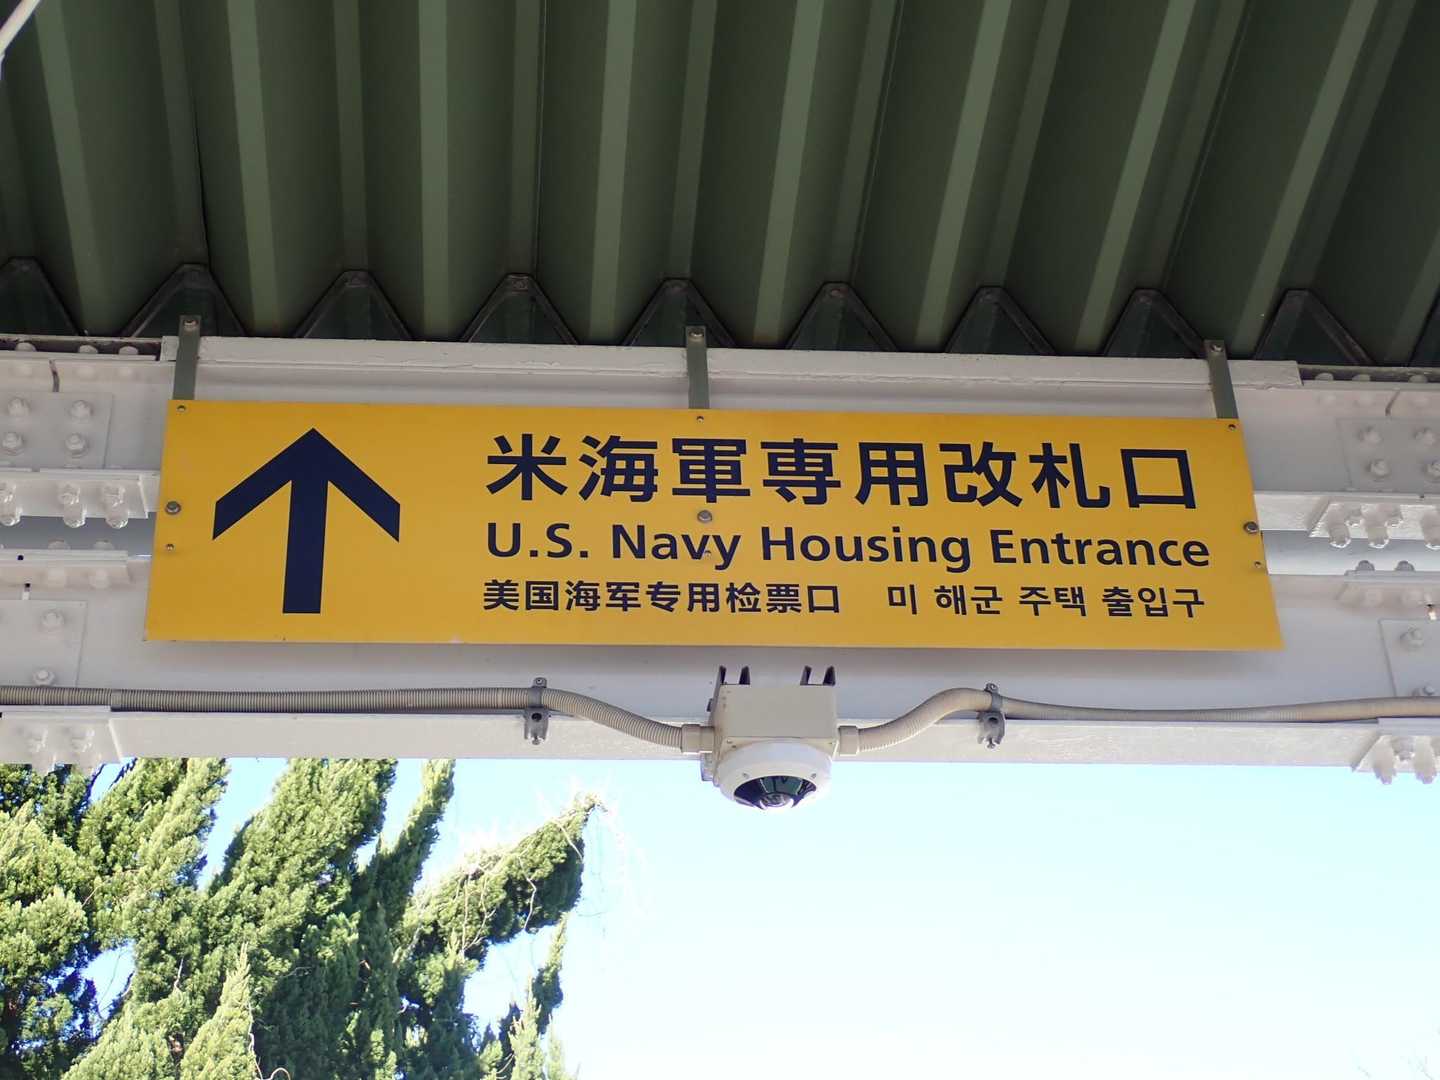 米海軍専用改札口
U.S. Navy Housing Entrance
美国海军专用检票口 미 해군 주택 출입구